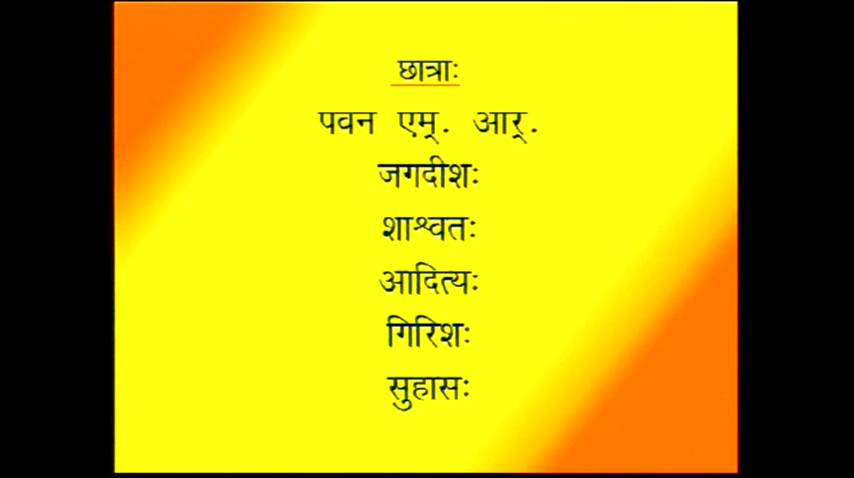 छात्राः
पवन एम्. आर्.
जगदीशः
शाश्वतः
आदित्यः
गिरिशः
सुहासः